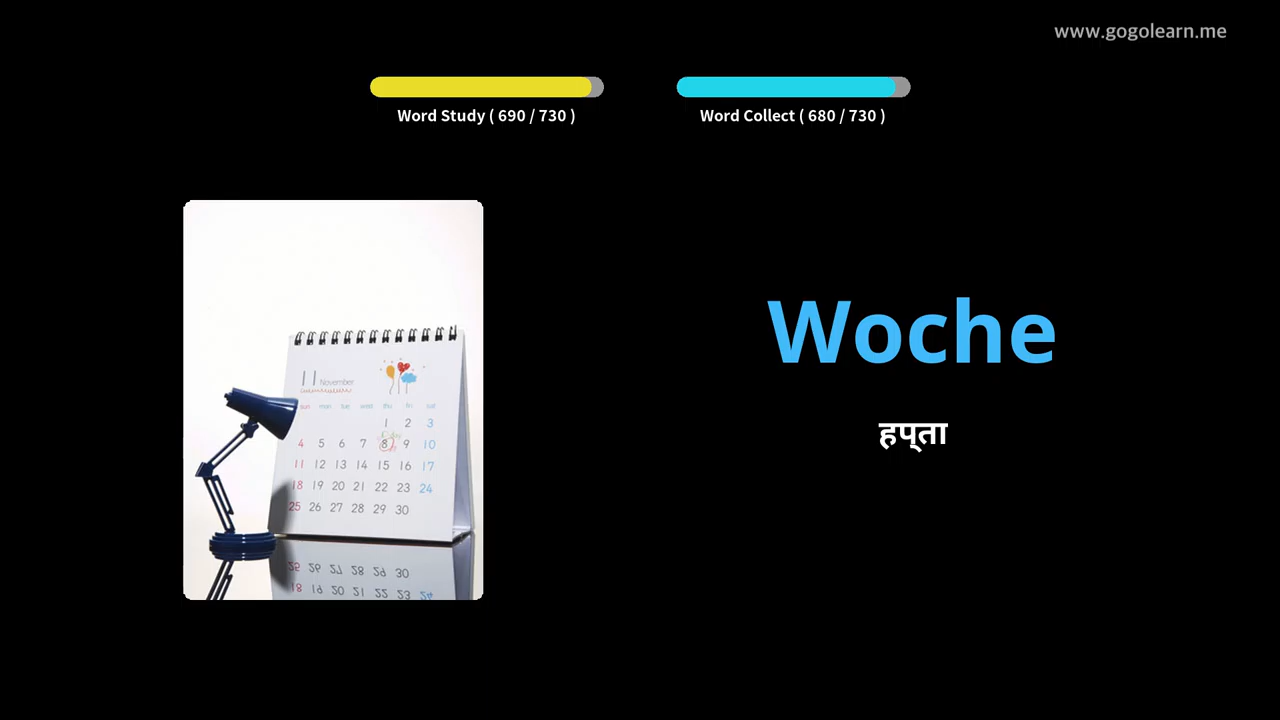 www.gogolearn.me
Word Study ( 690 / 730 )
Word Collect ( 680 / 730 )
11 November
sun mon tue wed thu fri sat
1 2 3
4 5 6 7 8 9 10
11 12 13 14 15 16 17
18 19 20 21 22 23 24
25 26 27 28 29 30
Woche
हप्ता